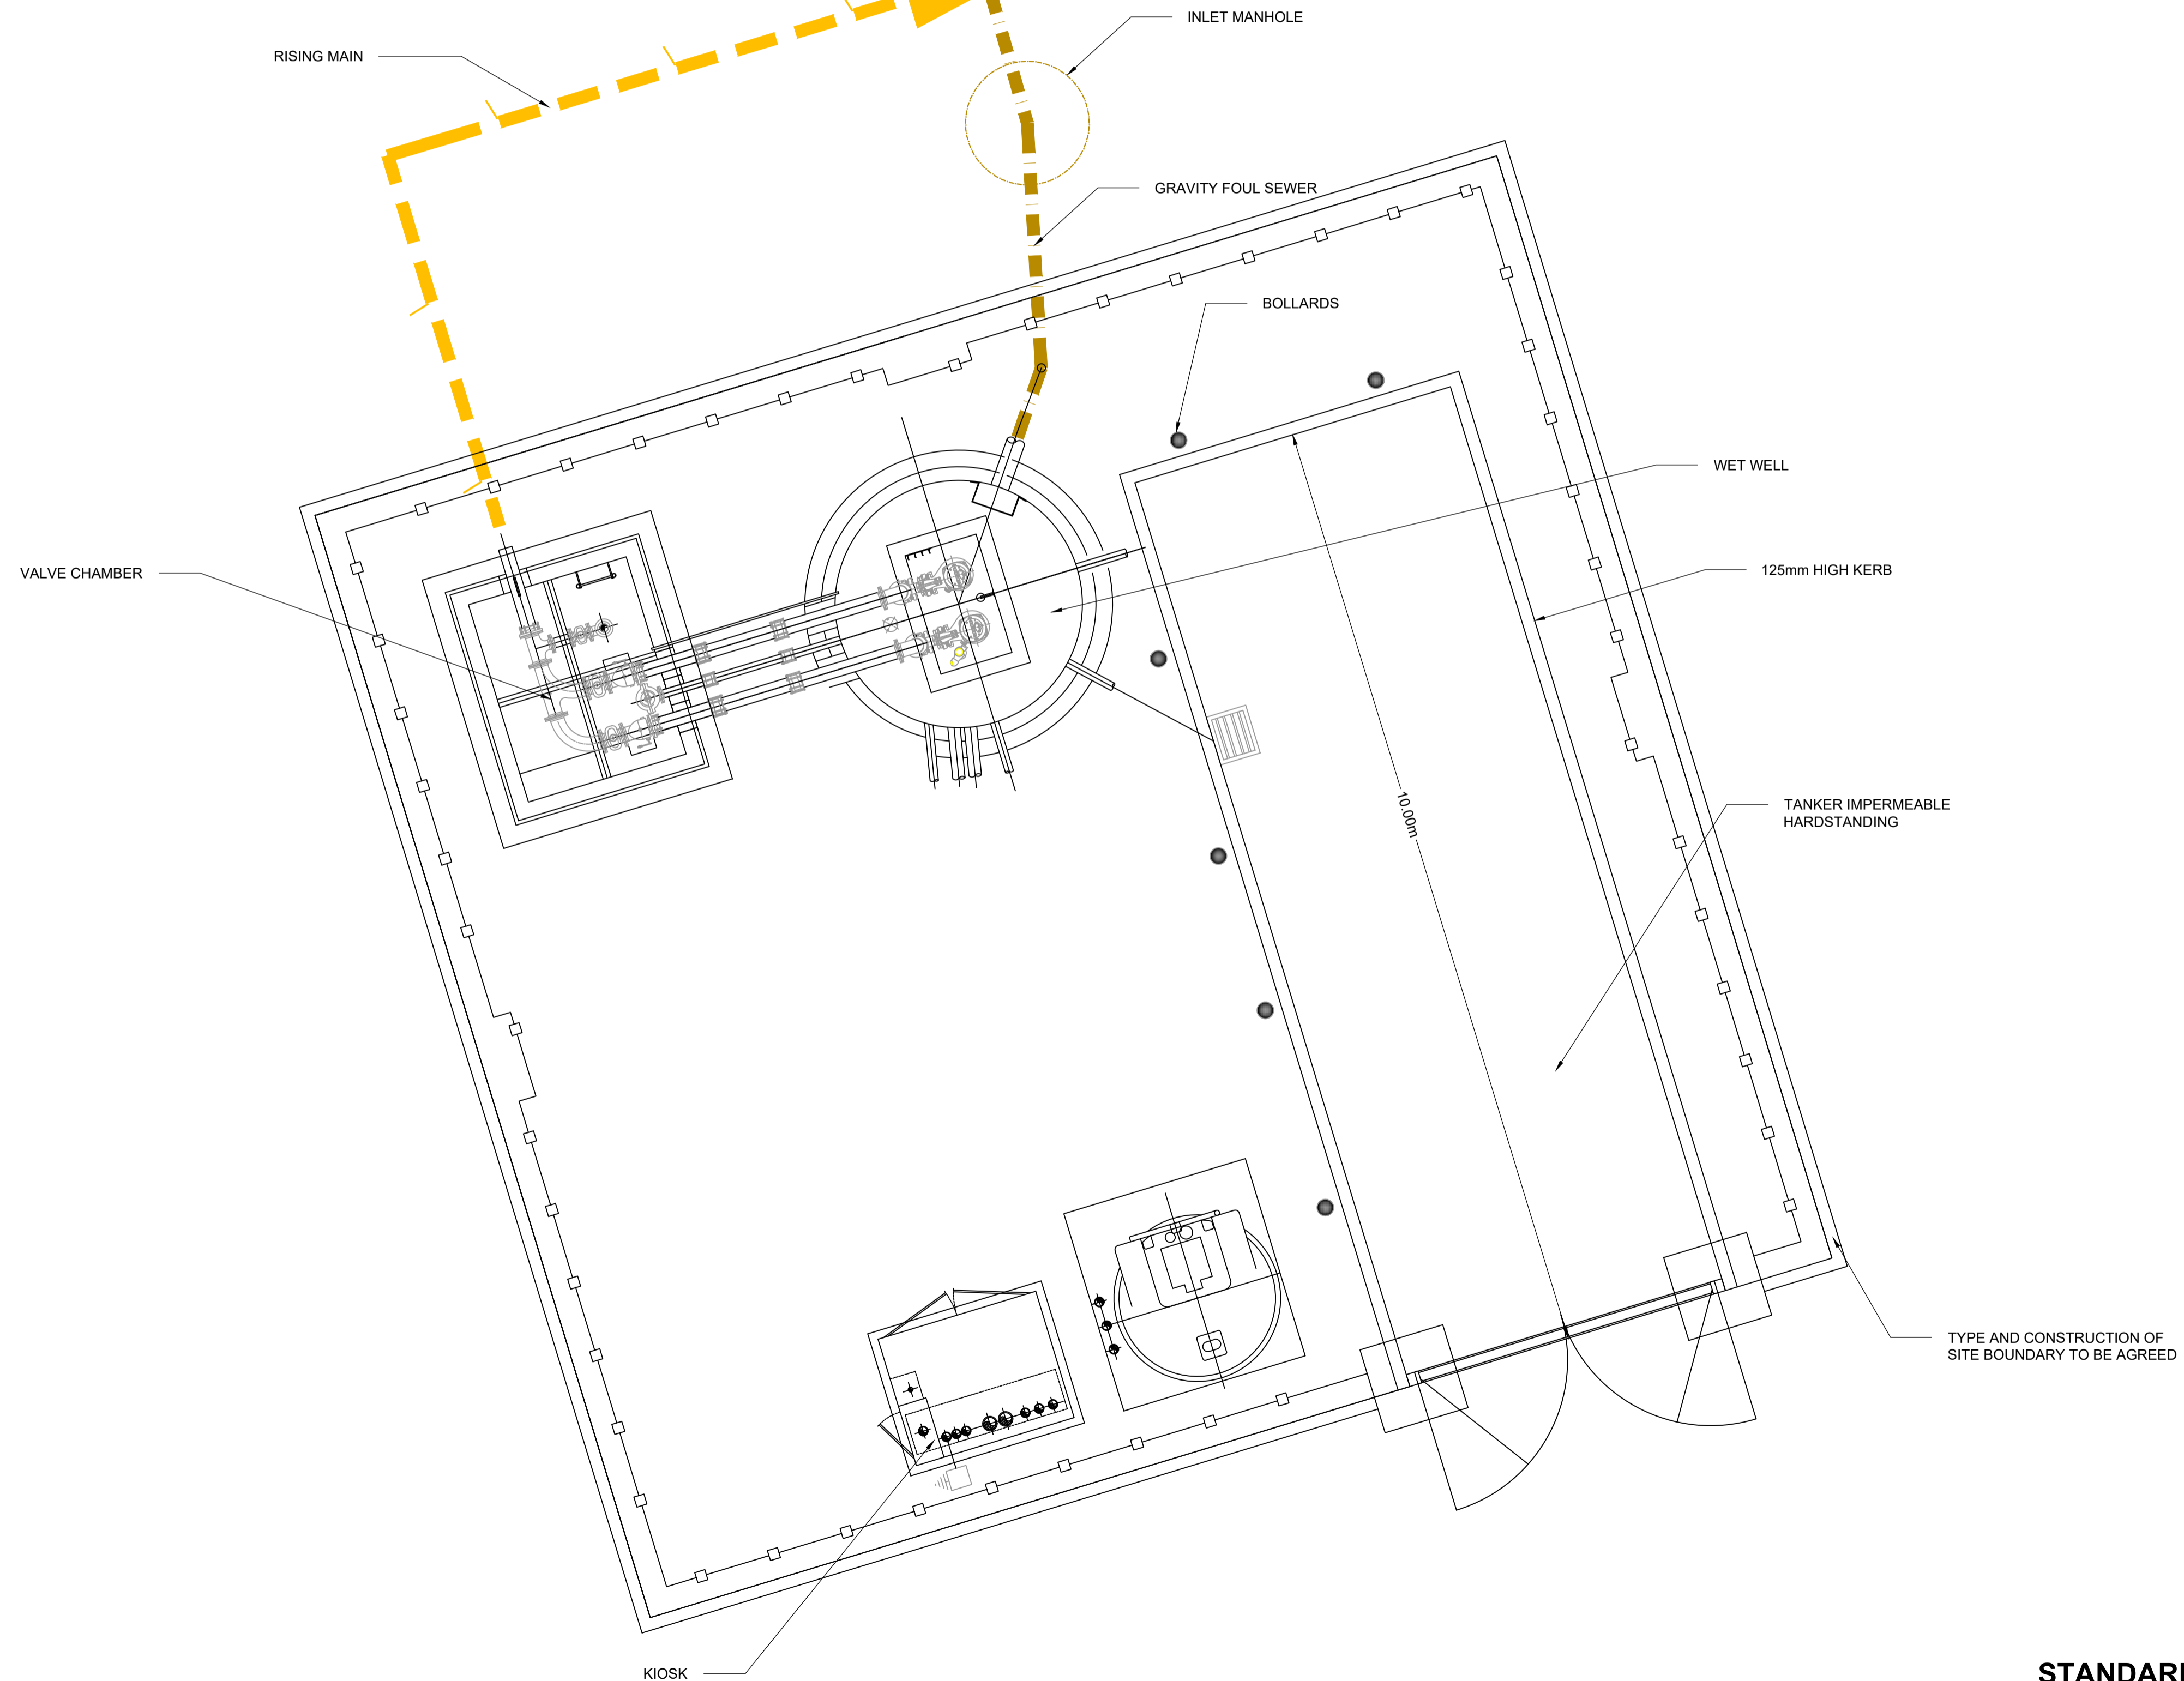 INLET MANHOLE
RISING MAIN
GRAVITY FOUL SEWER
BOLLARDS
WET WELL
VALVE CHAMBER
125mm HIGH KERB
10.00m
TANKER IMPERMEABLE
HARDSTANDING
TYPE AND CONSTRUCTION OF
SITE BOUNDARY TO BE AGREED
KIOSK